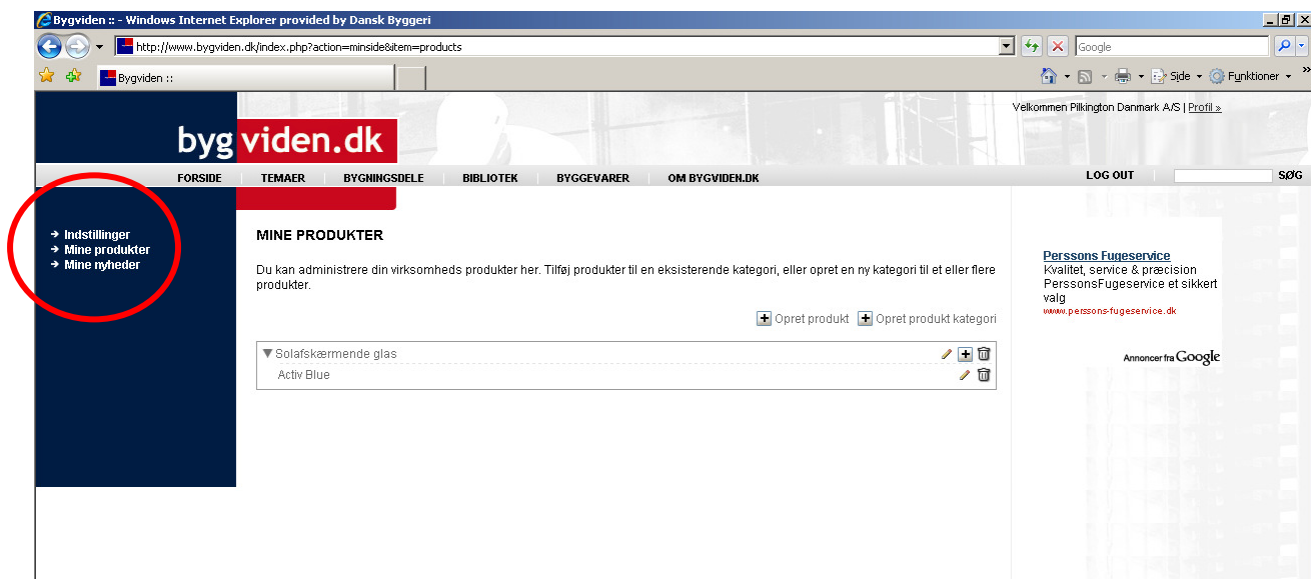 Bygviden :: - Windows Internet Explorer provided by Dansk Byggeri
http://www.bygviden.dk/index.php?action=minside&item=products
Google
Bygviden ::
Side
Funktioner
»
Velkommen Pilkington Danmark A/S | Profil »
bygviden.dk
FORSIDE TEMAER BYGNINGSDELE BIBLIOTEK BYGGEVARER OM BYGVIDEN.DK LOG OUT SØG
→ Indstillinger
→ Mine produkter
→ Mine nyheder
MINE PRODUKTER
Du kan administrere din virksomheds produkter her. Tilføj produkter til en eksisterende kategori, eller opret en ny kategori til et eller flere
produkter.
Opret produkt Opret produkt kategori
Solafskærmende glas
Activ Blue
Perssons Fugeservice
Kvalitet, service & præcision
PerssonsFugeservice et sikkert
valg
www.perssons-fugeservice.dk
Annoncer fra Google